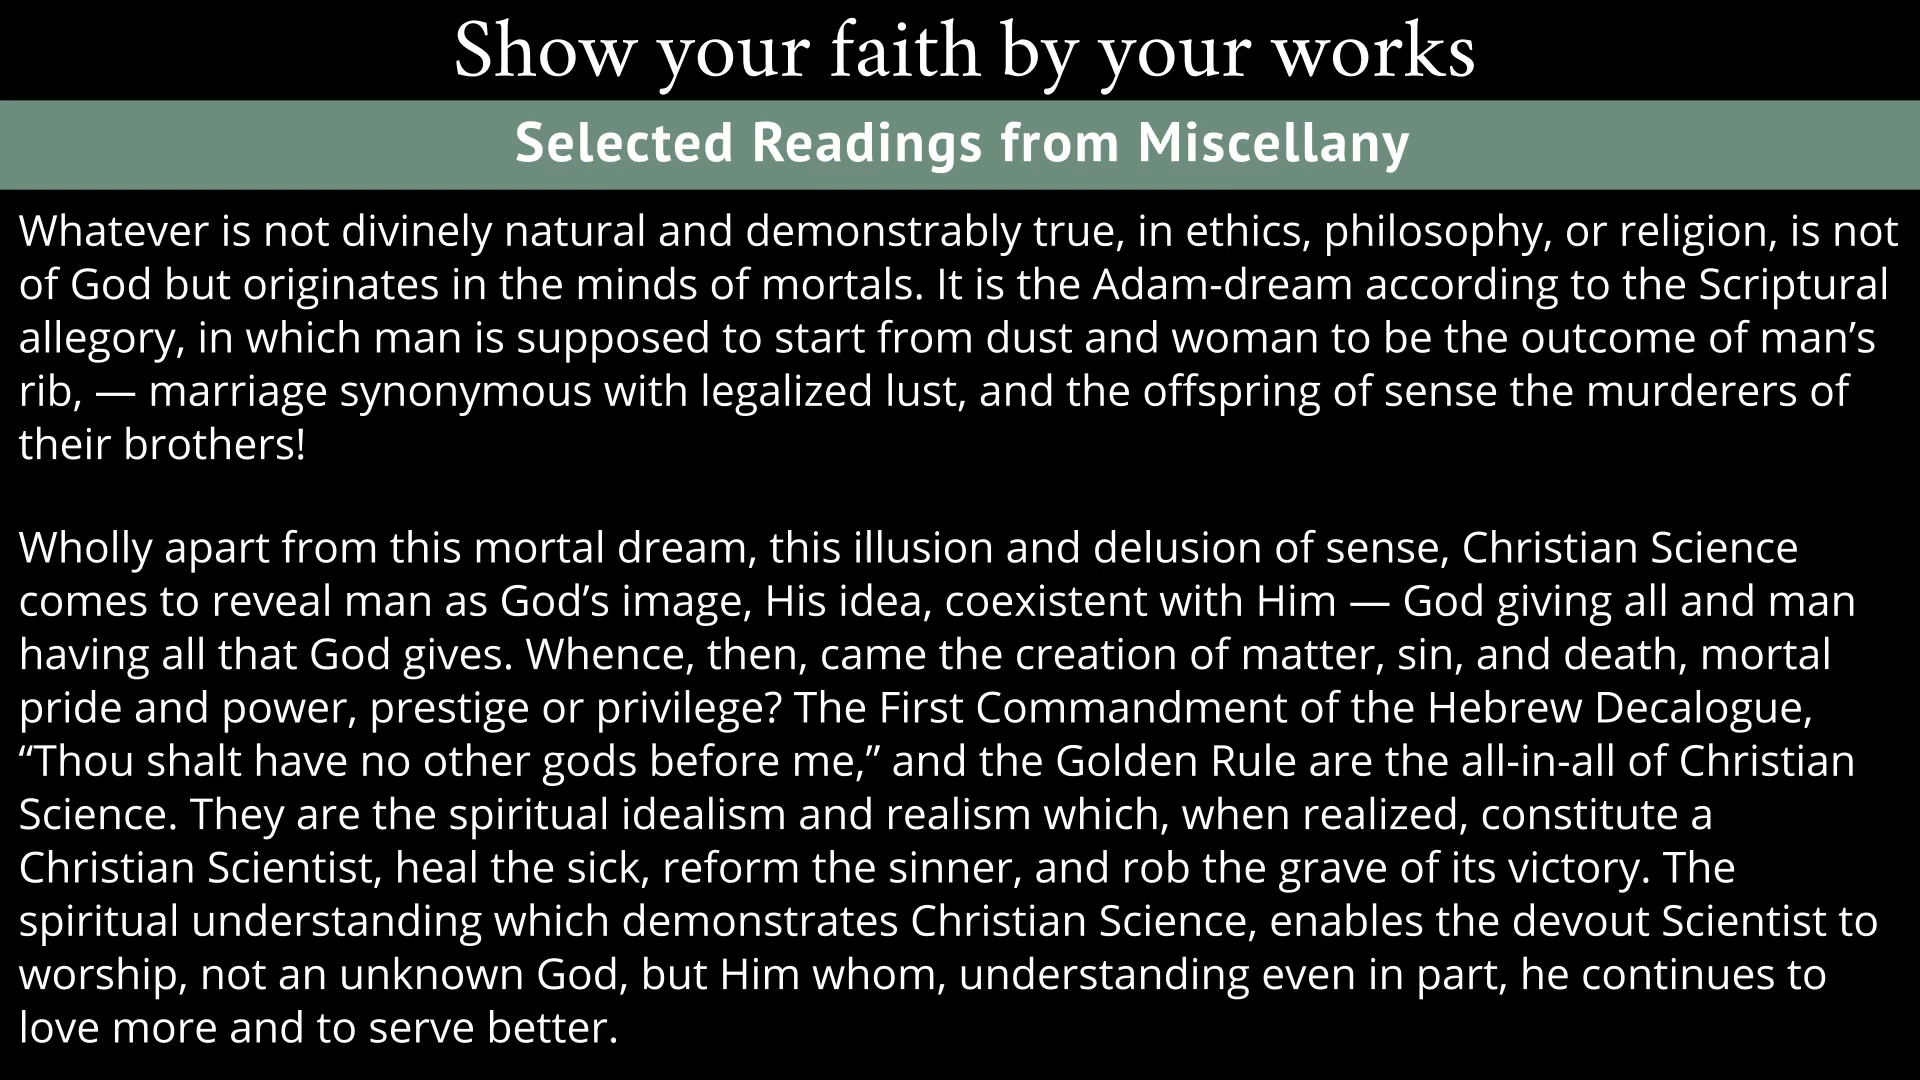 Show your faith by your works
Selected Readings from Miscellany
Whatever is not divinely natural and demonstrably true, in ethics, philosophy, or religion, is not
of God but originates in the minds of mortals. It is the Adam-dream according to the Scriptural
allegory, in which man is supposed to start from dust and woman to be the outcome of man’s
rib, — marriage synonymous with legalized lust, and the offspring of sense the murderers of
their brothers!
Wholly apart from this mortal dream, this illusion and delusion of sense, Christian Science
comes to reveal man as God’s image, His idea, coexistent with Him — God giving all and man
having all that God gives. Whence, then, came the creation of matter, sin, and death, mortal
pride and power, prestige or privilege? The First Commandment of the Hebrew Decalogue,
“Thou shalt have no other gods before me,” and the Golden Rule are the all-in-all of Christian
Science. They are the spiritual idealism and realism which, when realized, constitute a
Christian Scientist, heal the sick, reform the sinner, and rob the grave of its victory. The
spiritual understanding which demonstrates Christian Science, enables the devout Scientist to
worship, not an unknown God, but Him whom, understanding even in part, he continues to
love more and to serve better.